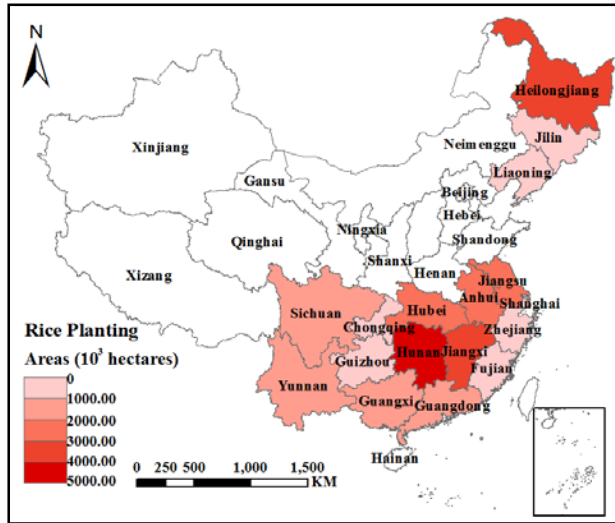 N
Heilongjiang
Jilin
Liaoning
Neimenggu
Xinjiang
Gansu
Beijing
Hebei
Ningxia
Shandong
Qinghai
Shanxi
Henan
Xizang
Jiangsu
Anhui
Shanghai
Sichuan
Hubei
Chongqing
Zhejiang
Hunan
Jiangxi
Guizhou
Fujian
Yunnan
Guangxi
Guangdong
Hainan
Rice Planting
Areas (10³ hectares)
0
1000.00
2000.00
3000.00
4000.00
5000.00
0 250 500 1,000 1,500
KM